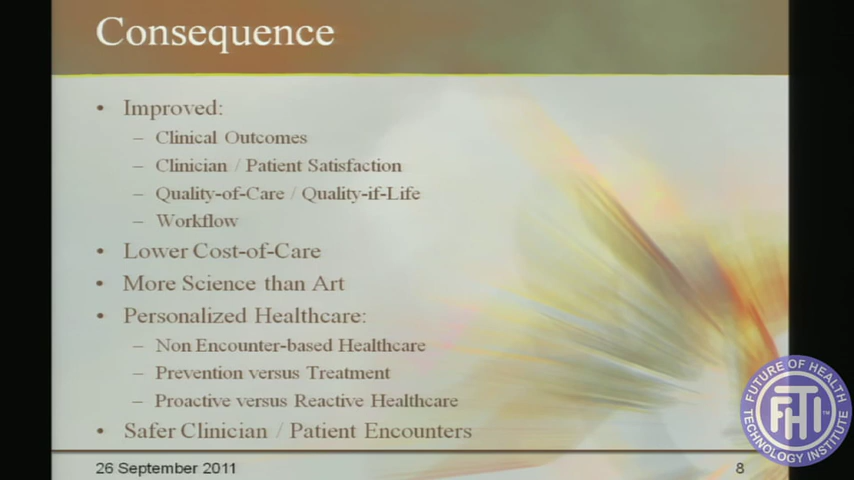 Consequence
• Improved:
– Clinical Outcomes
– Clinician / Patient Satisfaction
– Quality-of-Care / Quality-if-Life
– Workflow
• Lower Cost-of-Care
• More Science than Art
• Personalized Healthcare:
– Non Encounter-based Healthcare
– Prevention versus Treatment
– Proactive versus Reactive Healthcare
• Safer Clinician / Patient Encounters
26 September 2011
8
FUTURE OF HEALTH
TECHNOLOGY INSTITUTE
FHTI
TM